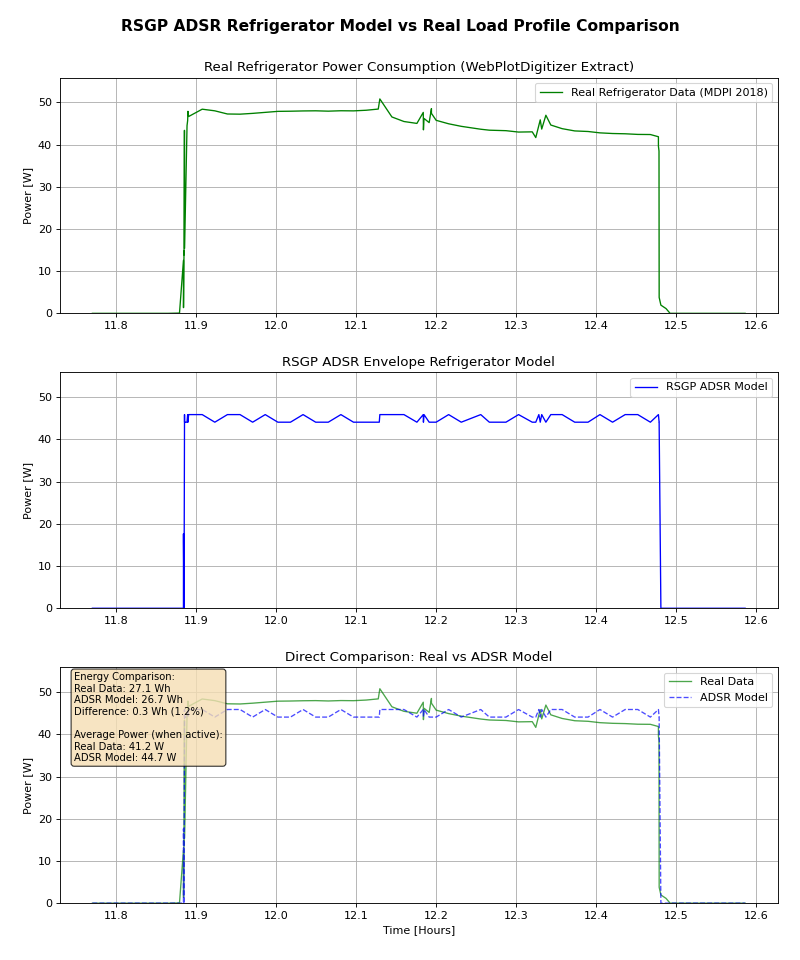 RSGP ADSR Refrigerator Model vs Real Load Profile Comparison
Real Refrigerator Power Consumption (WebPlotDigitizer Extract)
Real Refrigerator Data (MDPI 2018)
Power [W]
50
40
30
20
10
0
11.8 11.9 12.0 12.1 12.2 12.3 12.4 12.5 12.6
RSGP ADSR Envelope Refrigerator Model
RSGP ADSR Model
Power [W]
50
40
30
20
10
0
11.8 11.9 12.0 12.1 12.2 12.3 12.4 12.5 12.6
Direct Comparison: Real vs ADSR Model
Energy Comparison:
Real Data: 27.1 Wh
ADSR Model: 26.7 Wh
Difference: 0.3 Wh (1.2%)
Average Power (when active):
Real Data: 41.2 W
ADSR Model: 44.7 W
Real Data
ADSR Model
Power [W]
50
40
30
20
10
0
11.8 11.9 12.0 12.1 12.2 12.3 12.4 12.5 12.6
Time [Hours]